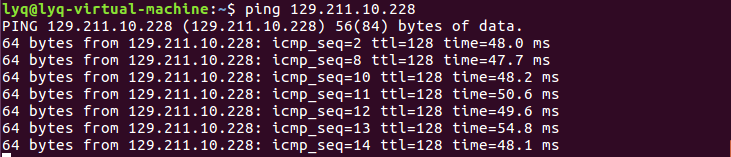 lyq@lyq-virtual-machine:~$ ping 129.211.10.228
PING 129.211.10.228 (129.211.10.228) 56(84) bytes of data.
64 bytes from 129.211.10.228: icmp_seq=2 ttl=128 time=48.0 ms
64 bytes from 129.211.10.228: icmp_seq=8 ttl=128 time=47.7 ms
64 bytes from 129.211.10.228: icmp_seq=10 ttl=128 time=48.2 ms
64 bytes from 129.211.10.228: icmp_seq=11 ttl=128 time=50.6 ms
64 bytes from 129.211.10.228: icmp_seq=12 ttl=128 time=49.6 ms
64 bytes from 129.211.10.228: icmp_seq=13 ttl=128 time=54.8 ms
64 bytes from 129.211.10.228: icmp_seq=14 ttl=128 time=48.1 ms